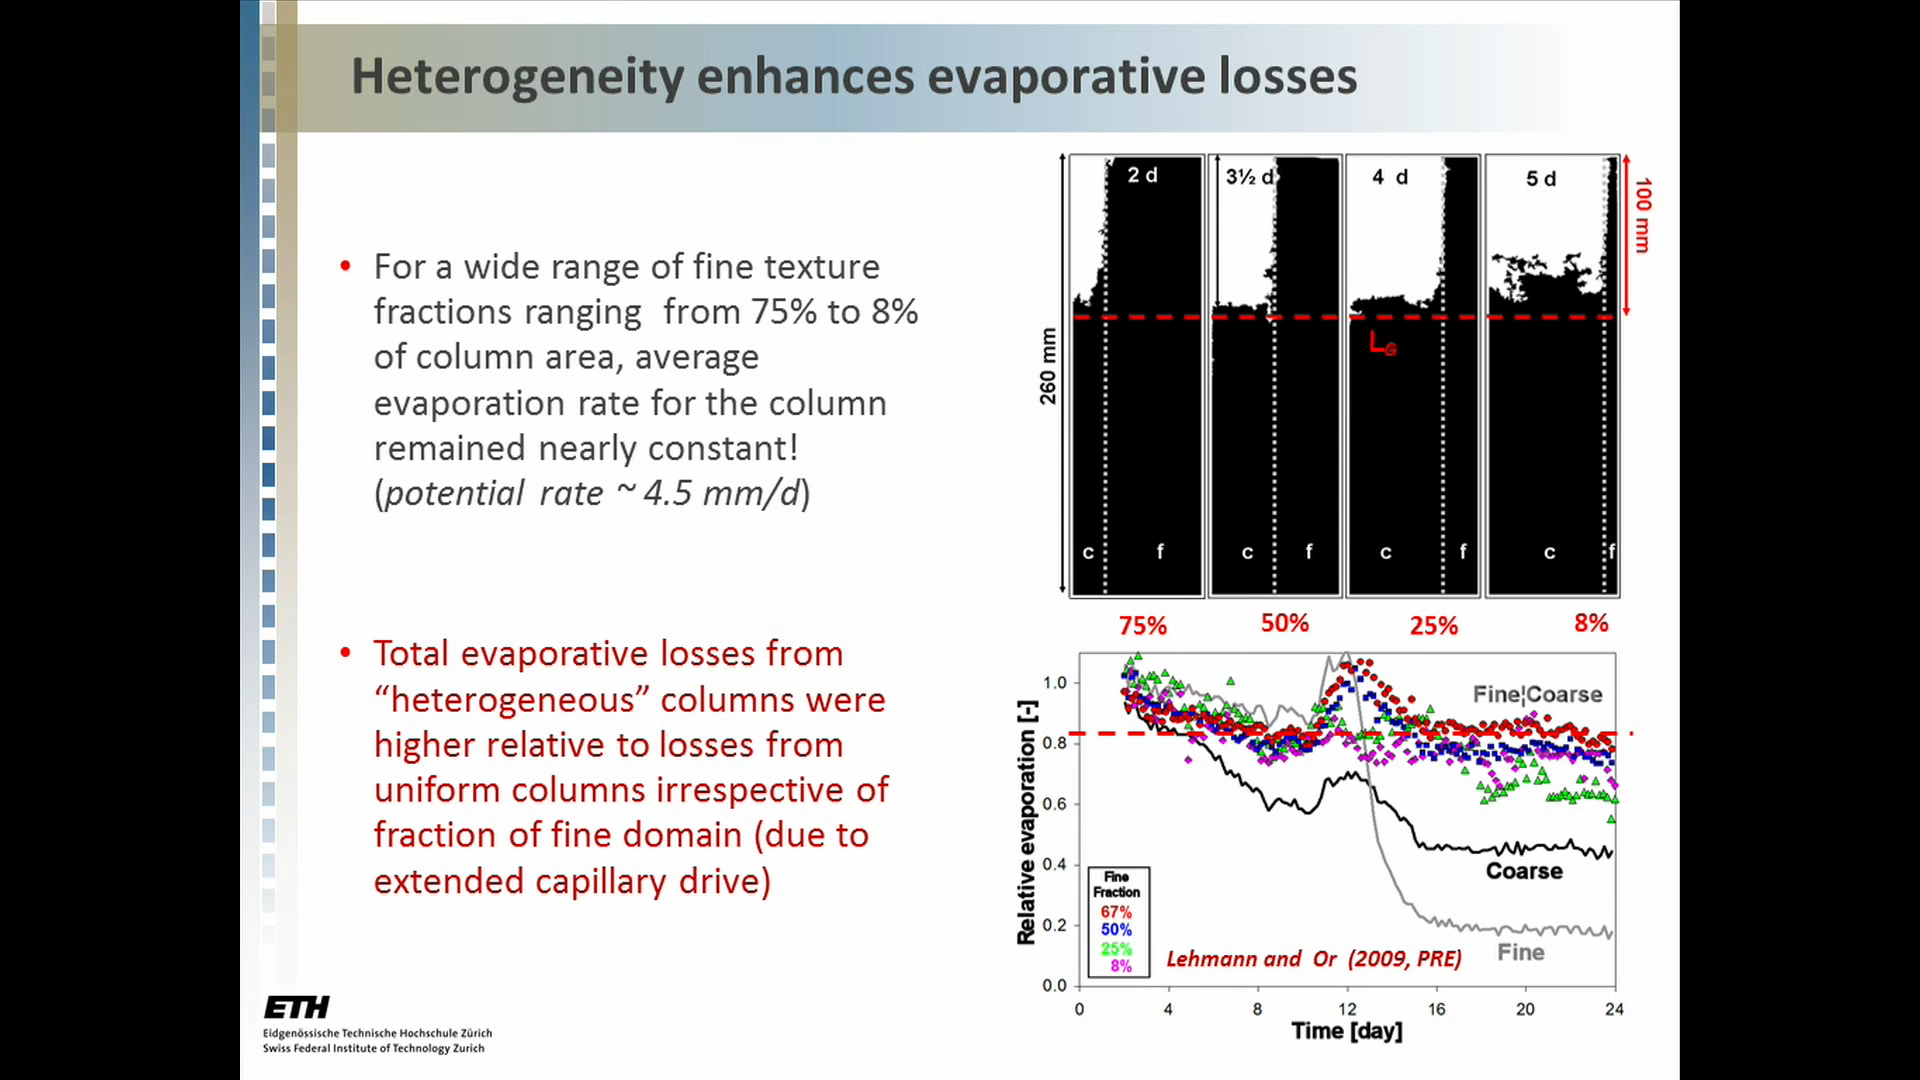 Heterogeneity enhances evaporative losses
• For a wide range of fine texture
fractions ranging from 75% to 8%
of column area, average
evaporation rate for the column
remained nearly constant!
(potential rate ~ 4.5 mm/d)
• Total evaporative losses from
“heterogeneous” columns were
higher relative to losses from
uniform columns irrespective of
fraction of fine domain (due to
extended capillary drive)
2 d
3½ d
4 d
5 d
100 mm
260 mm
LG
c f c f c f c f
75% 50% 25% 8%
Relative evaporation [-]
1.0
0.8
0.6
0.4
0.2
0.0
Fine¦Coarse
Coarse
Fine
Fine
Fraction
67%
50%
25%
8%
Lehmann and Or (2009, PRE)
0 4 8 12 16 20 24
Time [day]
ETH
Eidgenössische Technische Hochschule Zürich
Swiss Federal Institute of Technology Zurich